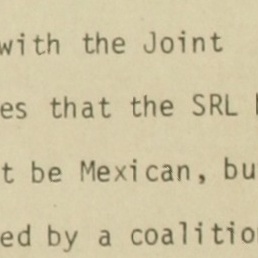 with the Joint
es that the SRL
t be Mexican, bu
ed by a coalitio